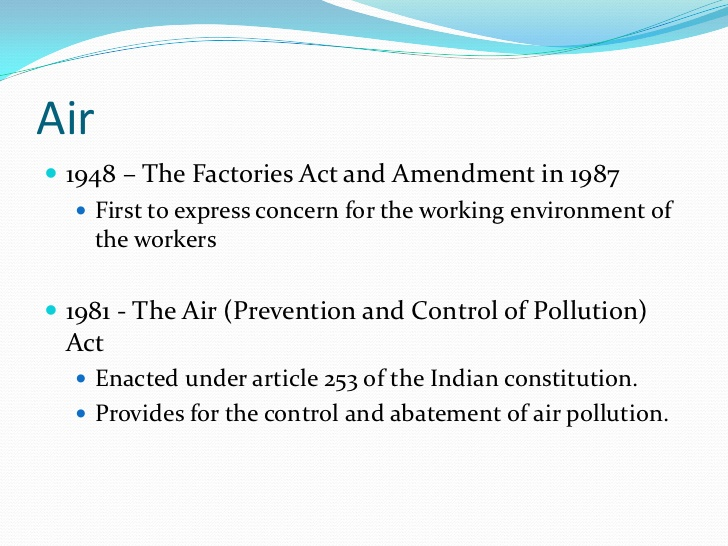 Air
• 1948 – The Factories Act and Amendment in 1987
• First to express concern for the working environment of
the workers
• 1981 - The Air (Prevention and Control of Pollution)
Act
• Enacted under article 253 of the Indian constitution.
• Provides for the control and abatement of air pollution.